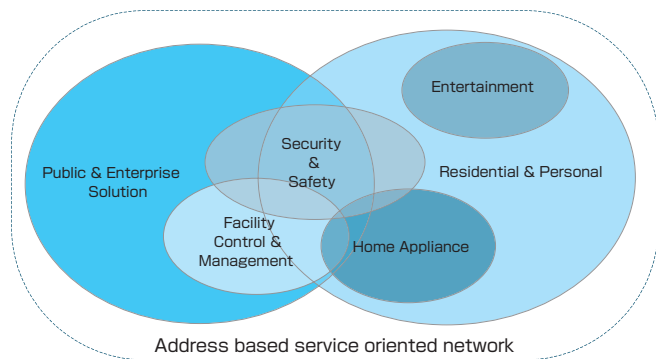 Entertainment
Security
&
Safety
Public & Enterprise
Solution
Residential & Personal
Facility
Control &
Management
Home Appliance
Address based service oriented network